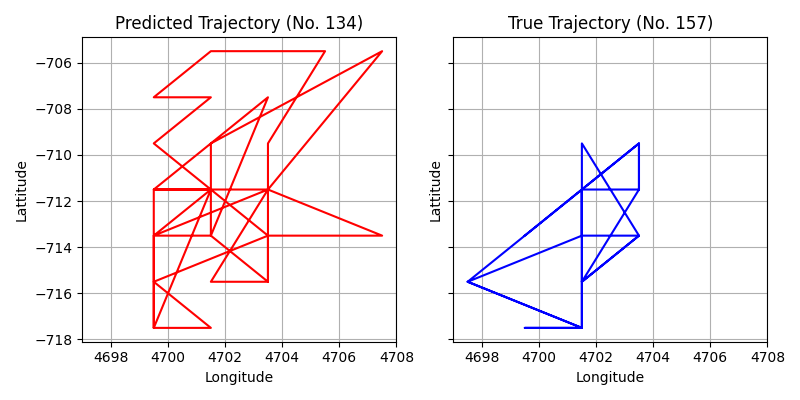 Predicted Trajectory (No. 134)
True Trajectory (No. 157)
Lattitude
−706
−708
−710
−712
−714
−716
−718
4698 4700 4702 4704 4706 4708
Longitude
Lattitude
4698 4700 4702 4704 4706 4708
Longitude